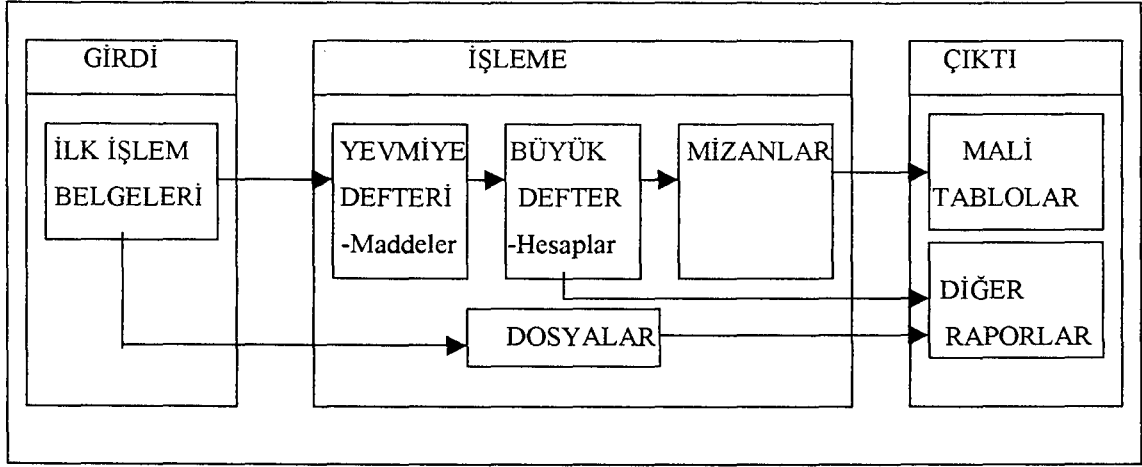 GİRDİ
İŞLEME
ÇIKTI
İLK İŞLEM
BELGELERİ
YEVMİYE
DEFTERİ
-Maddeler
BÜYÜK
DEFTER
-Hesaplar
MİZANLAR
MALİ
TABLOLAR
DOSYALAR
DİĞER
RAPORLAR